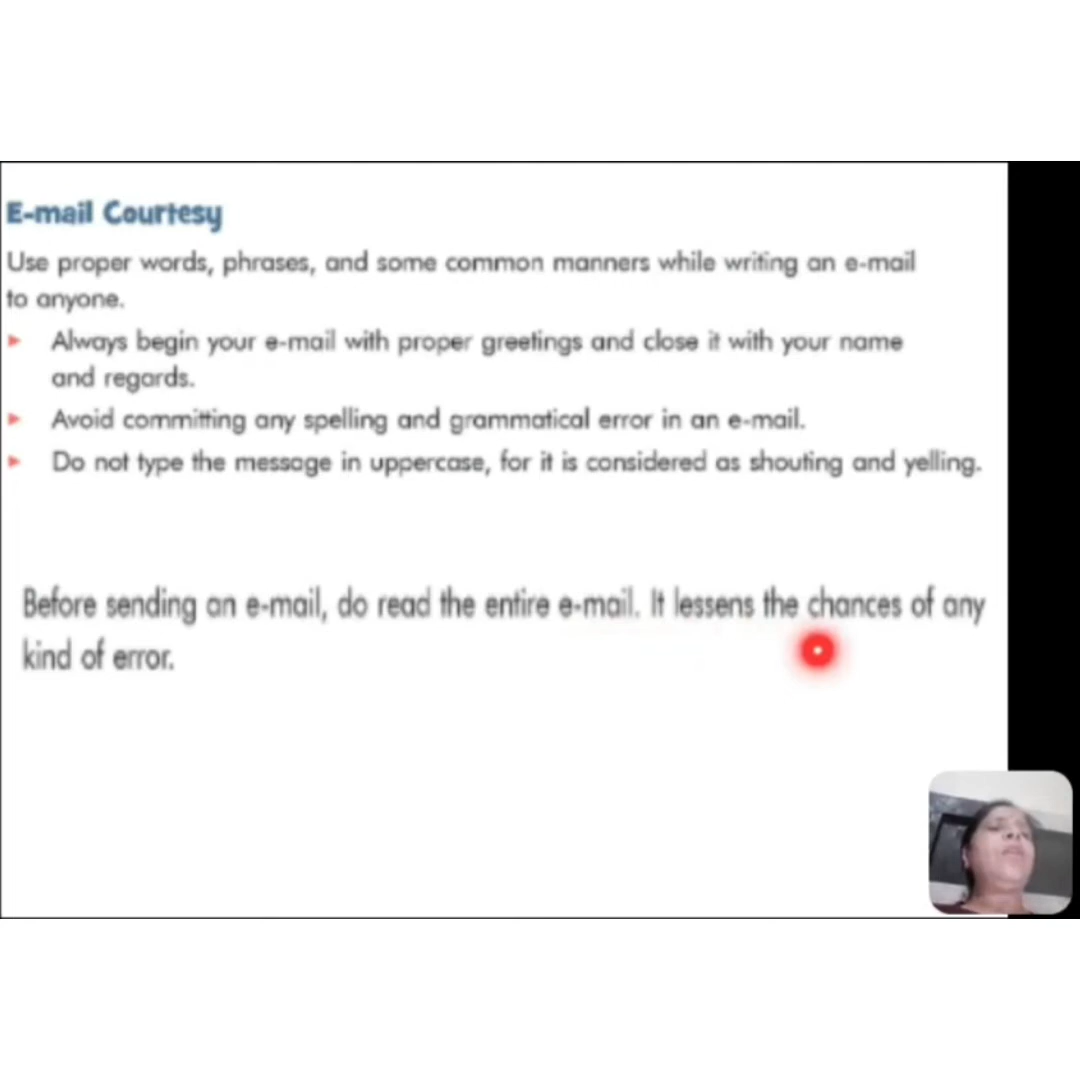 E-mail Courtesy
Use proper words, phrases, and some common manners while writing an e-mail
to anyone.
Always begin your e-mail with proper greetings and close it with your name
and regards.
Avoid committing any spelling and grammatical error in an e-mail.
Do not type the message in uppercase, for it is considered as shouting and yelling.
Before sending an e-mail, do read the entire e-mail. It lessens the chances of any
kind of error.